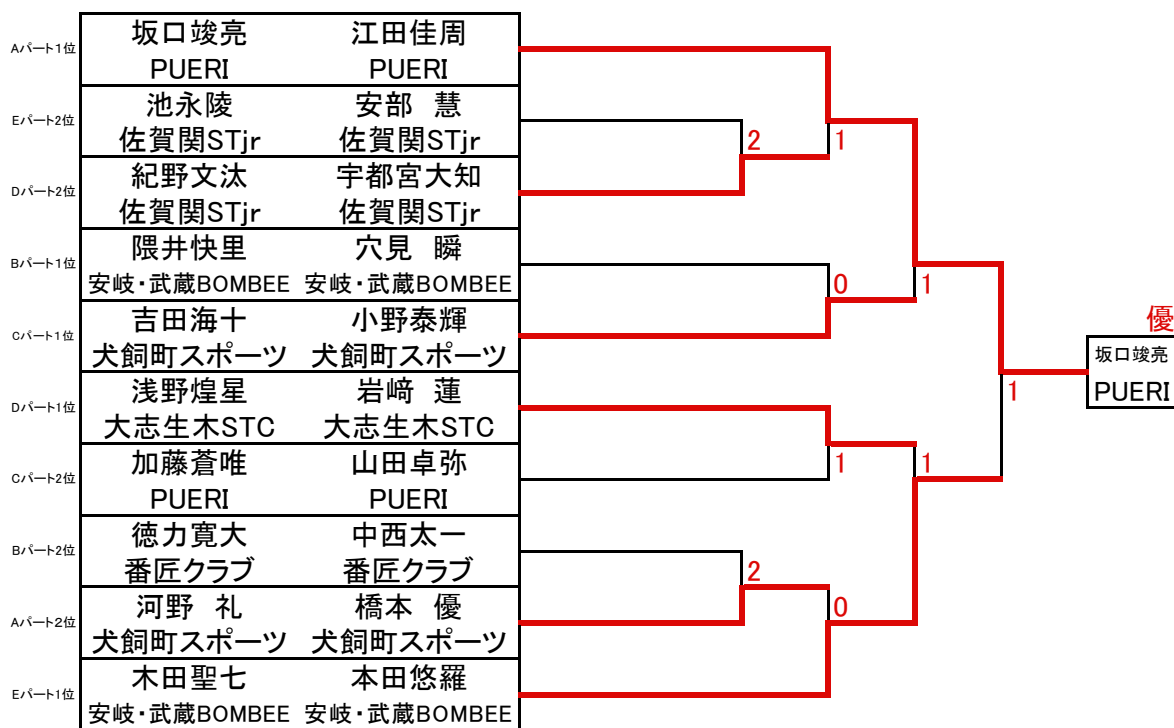 Aパート1位 坂口竣亮 江田佳周
PUERI PUERI
Eパート2位 池永陵 安部 慧
佐賀関STjr 佐賀関STjr
2 1
Dパート2位 紀野文汰 宇都宮大知
佐賀関STjr 佐賀関STjr
Bパート1位 隈井快里 穴見 瞬
安岐・武蔵BOMBEE 安岐・武蔵BOMBEE
0 1
Cパート1位 吉田海十 小野泰輝
犬飼町スポーツ 犬飼町スポーツ
優
坂口竣亮
PUERI
1
Dパート1位 浅野煌星 岩﨑 蓮
大志生木STC 大志生木STC
1 1
Cパート2位 加藤蒼唯 山田卓弥
PUERI PUERI
Bパート2位 徳力寛大 中西太一
番匠クラブ 番匠クラブ
2 0
Aパート2位 河野 礼 橋本 優
犬飼町スポーツ 犬飼町スポーツ
Eパート1位 木田聖七 本田悠羅
安岐・武蔵BOMBEE 安岐・武蔵BOMBEE